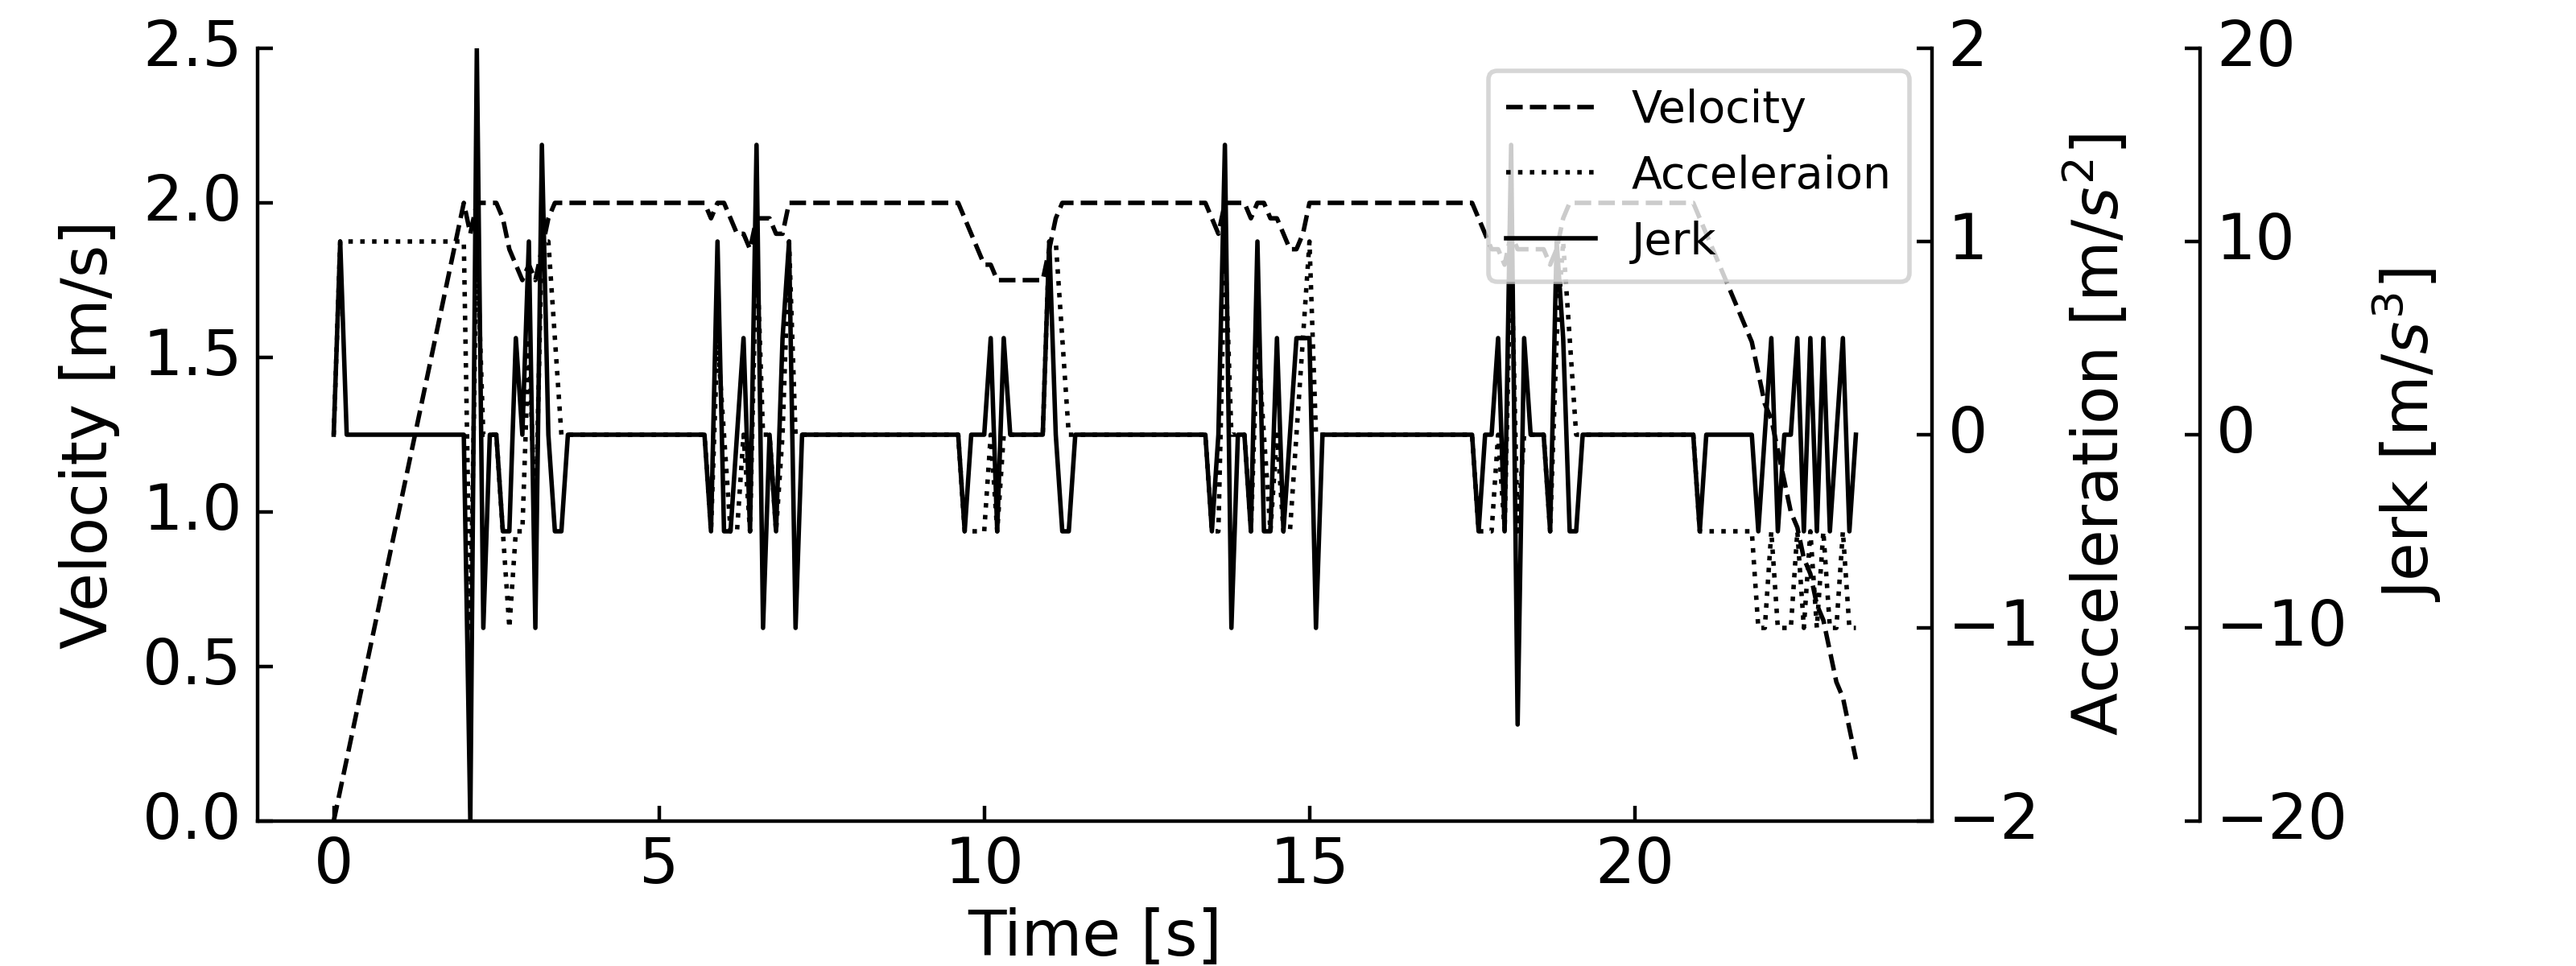 Velocity [m/s]
2.5
2.0
1.5
1.0
0.5
0.0
0 5 10 15 20
Time [s]
Velocity
Acceleraion
Jerk
2
1
0
−1
−2
Acceleration [m/s²]
20
10
0
−10
−20
Jerk [m/s³]